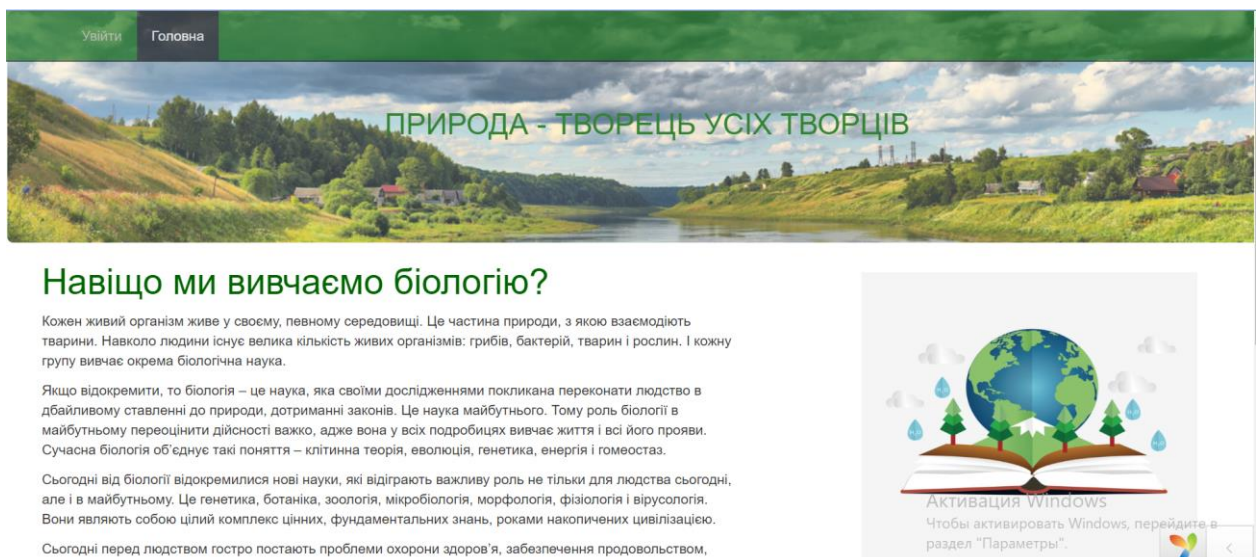 Увійти Головна
ПРИРОДА - ТВОРЕЦЬ УСІХ ТВОРЦІВ
Навіщо ми вивчаємо біологію?
Кожен живий організм живе у своєму, певному середовищі. Це частина природи, з якою взаємодіють
тварини. Навколо людини існує велика кількість живих організмів: грибів, бактерій, тварин і рослин. І кожну
групу вивчає окрема біологічна наука.
Якщо відокремити, то біологія – це наука, яка своїми дослідженнями покликана переконати людство в
дбайливому ставленні до природи, дотриманні законів. Це наука майбутнього. Тому роль біології в
майбутньому переоцінити дійсності важко, адже вона у всіх подробицях вивчає життя і всі його прояви.
Сучасна біологія об’єднує такі поняття – клітинна теорія, еволюція, генетика, енергія і гомеостаз.
Сьогодні від біології відокремилися нові науки, які відіграють важливу роль не тільки для людства сьогодні,
але і в майбутньому. Це генетика, ботаніка, зоологія, мікробіологія, морфологія, фізіологія і вірусологія.
Вони являють собою цілий комплекс цінних, фундаментальних знань, роками накопичених цивілізацією.
Сьогодні перед людством гостро постають проблеми охорони здоров’я, забезпечення продовольством,
H₂O
H₂O
H₂O
H₂O
Активация Windows
Чтобы активировать Windows, перейдите в
раздел "Параметры".